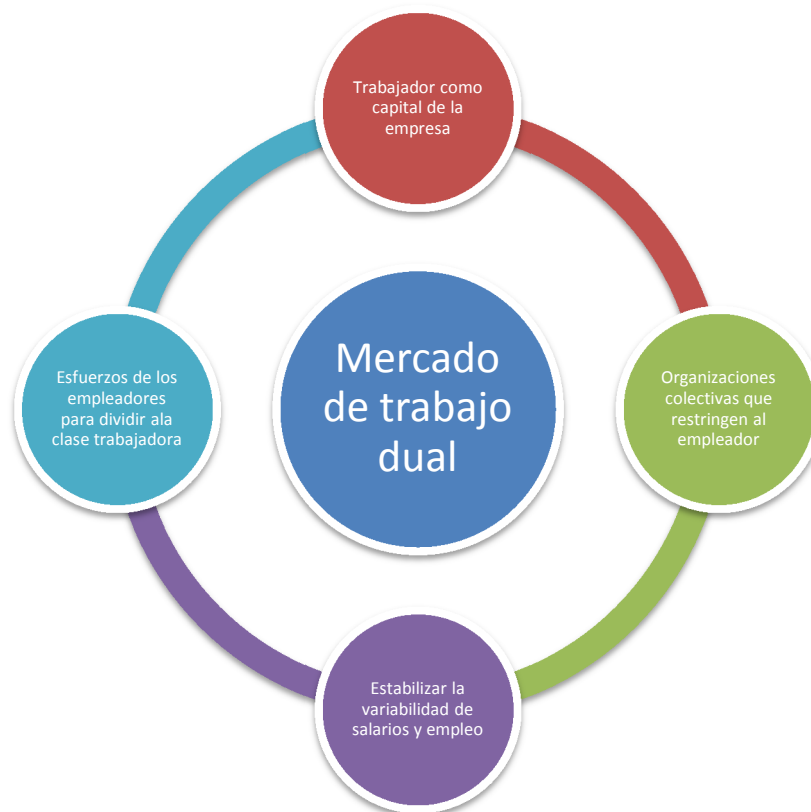 Trabajador como
capital de la
empresa
Mercado
de trabajo
dual
Esfuerzos de los
empleadores
para dividir ala
clase trabajadora
Organizaciones
colectivas que
restringen al
empleador
Estabilizar la
variabilidad de
salarios y empleo